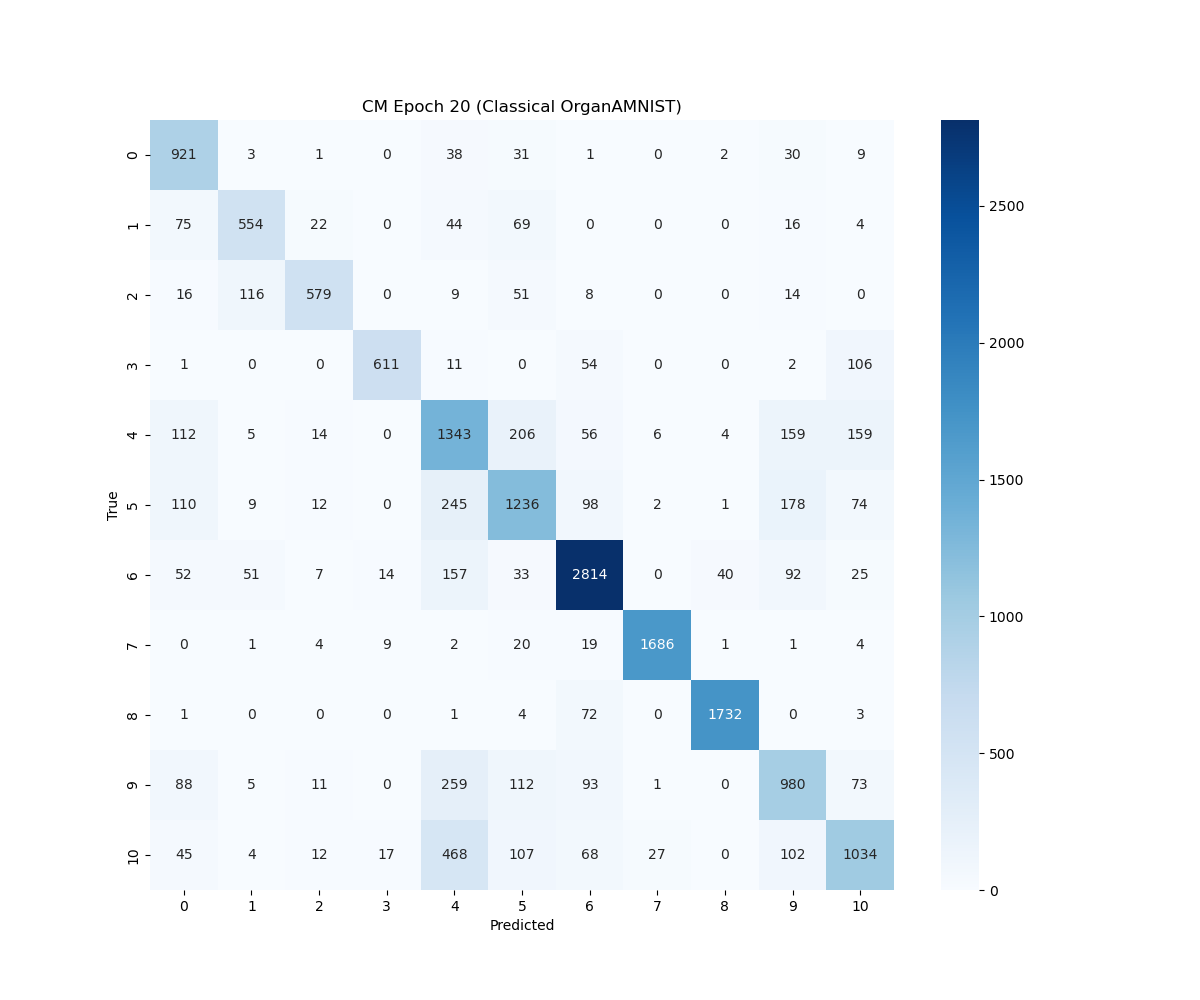 CM Epoch 20 (Classical OrganAMNIST)
0 921 3 1 0 38 31 1 0 2 30 9
1 75 554 22 0 44 69 0 0 0 16 4
2 16 116 579 0 9 51 8 0 0 14 0
3 1 0 0 611 11 0 54 0 0 2 106
4 112 5 14 0 1343 206 56 6 4 159 159
5 110 9 12 0 245 1236 98 2 1 178 74
6 52 51 7 14 157 33 2814 0 40 92 25
7 0 1 4 9 2 20 19 1686 1 1 4
8 1 0 0 0 1 4 72 0 1732 0 3
9 88 5 11 0 259 112 93 1 0 980 73
10 45 4 12 17 468 107 68 27 0 102 1034
0 1 2 3 4 5 6 7 8 9 10
Predicted
True
2500
2000
1500
1000
500
0